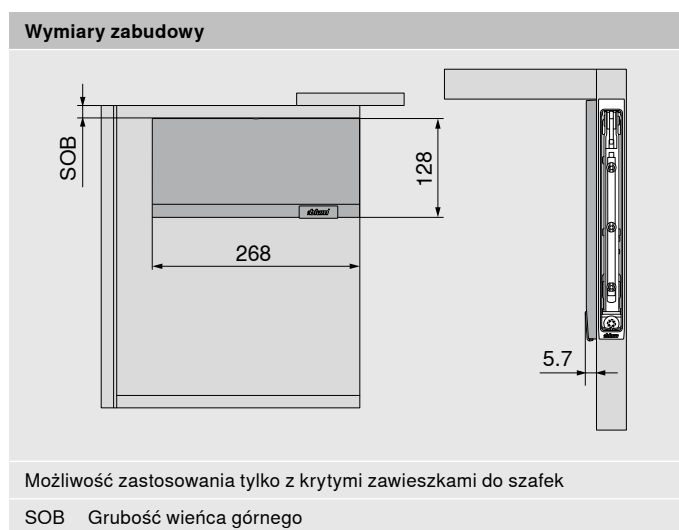 Wymiary zabudowy
SOB
128
268
5.7
Możliwość zastosowania tylko z krytymi zawieszkami do szafek
SOB Grubość wieńca górnego